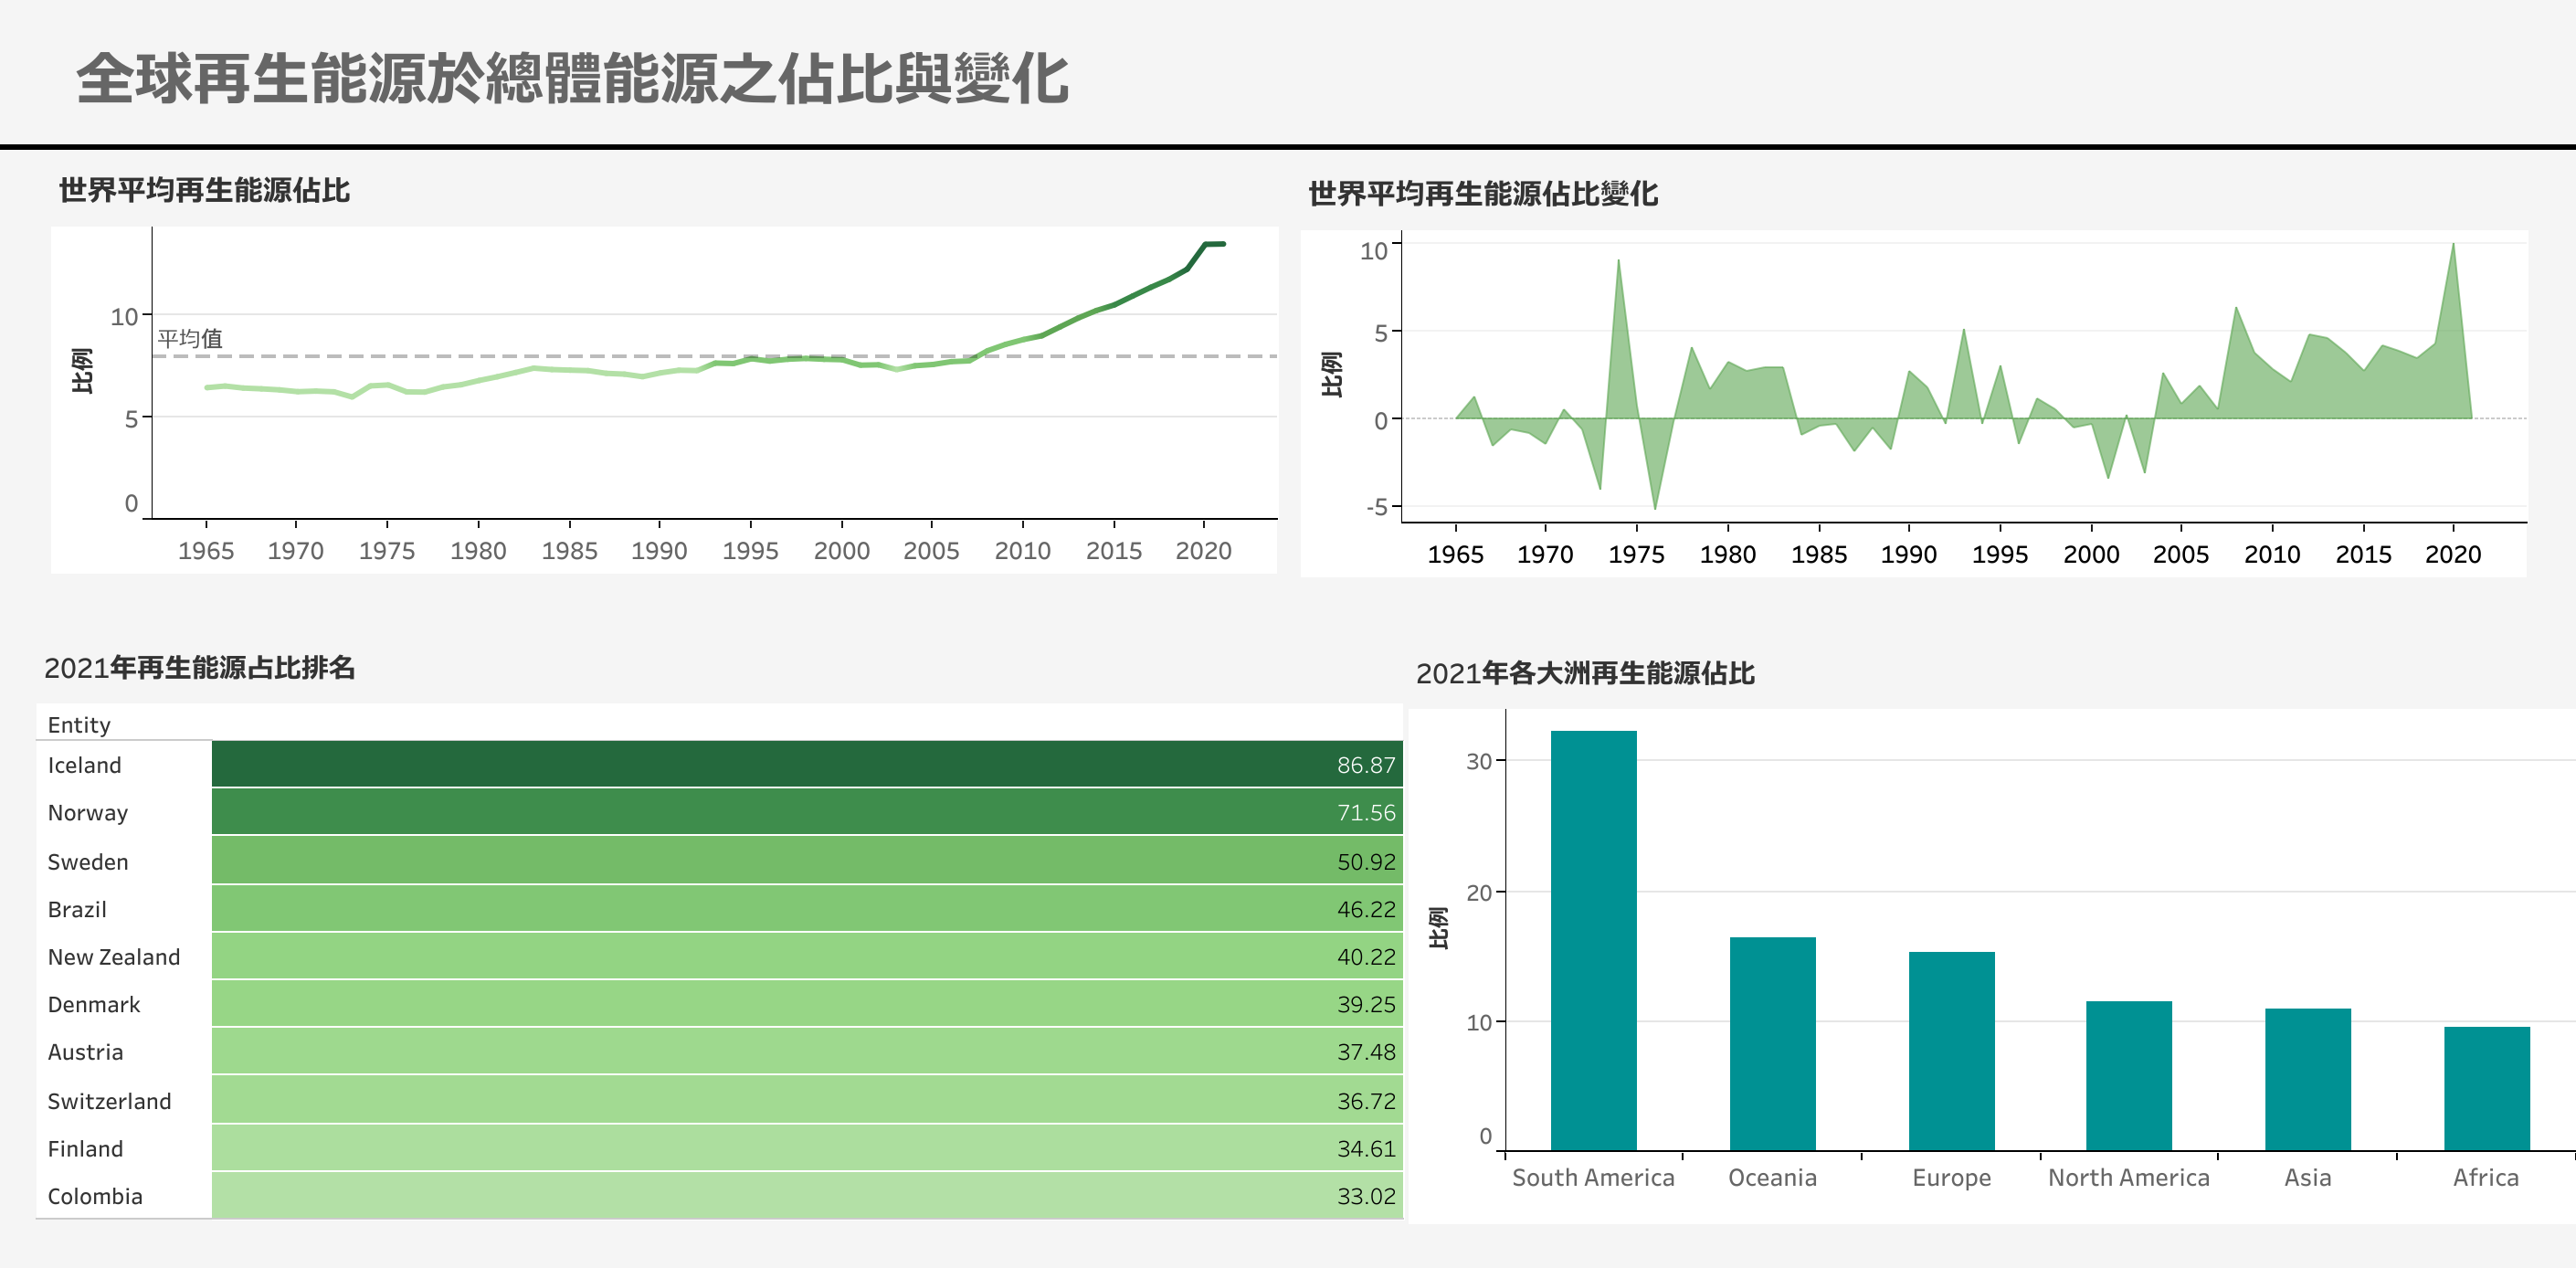 全球再生能源於總體能源之佔比與變化
世界平均再生能源佔比
比例
10
5
0
平均值
1965 1970 1975 1980 1985 1990 1995 2000 2005 2010 2015 2020
世界平均再生能源佔比變化
比例
10
5
0
-5
1965 1970 1975 1980 1985 1990 1995 2000 2005 2010 2015 2020
2021年再生能源占比排名
Entity
Iceland 86.87
Norway 71.56
Sweden 50.92
Brazil 46.22
New Zealand 40.22
Denmark 39.25
Austria 37.48
Switzerland 36.72
Finland 34.61
Colombia 33.02
2021年各大洲再生能源佔比
比例
30
20
10
0
South America Oceania Europe North America Asia Africa